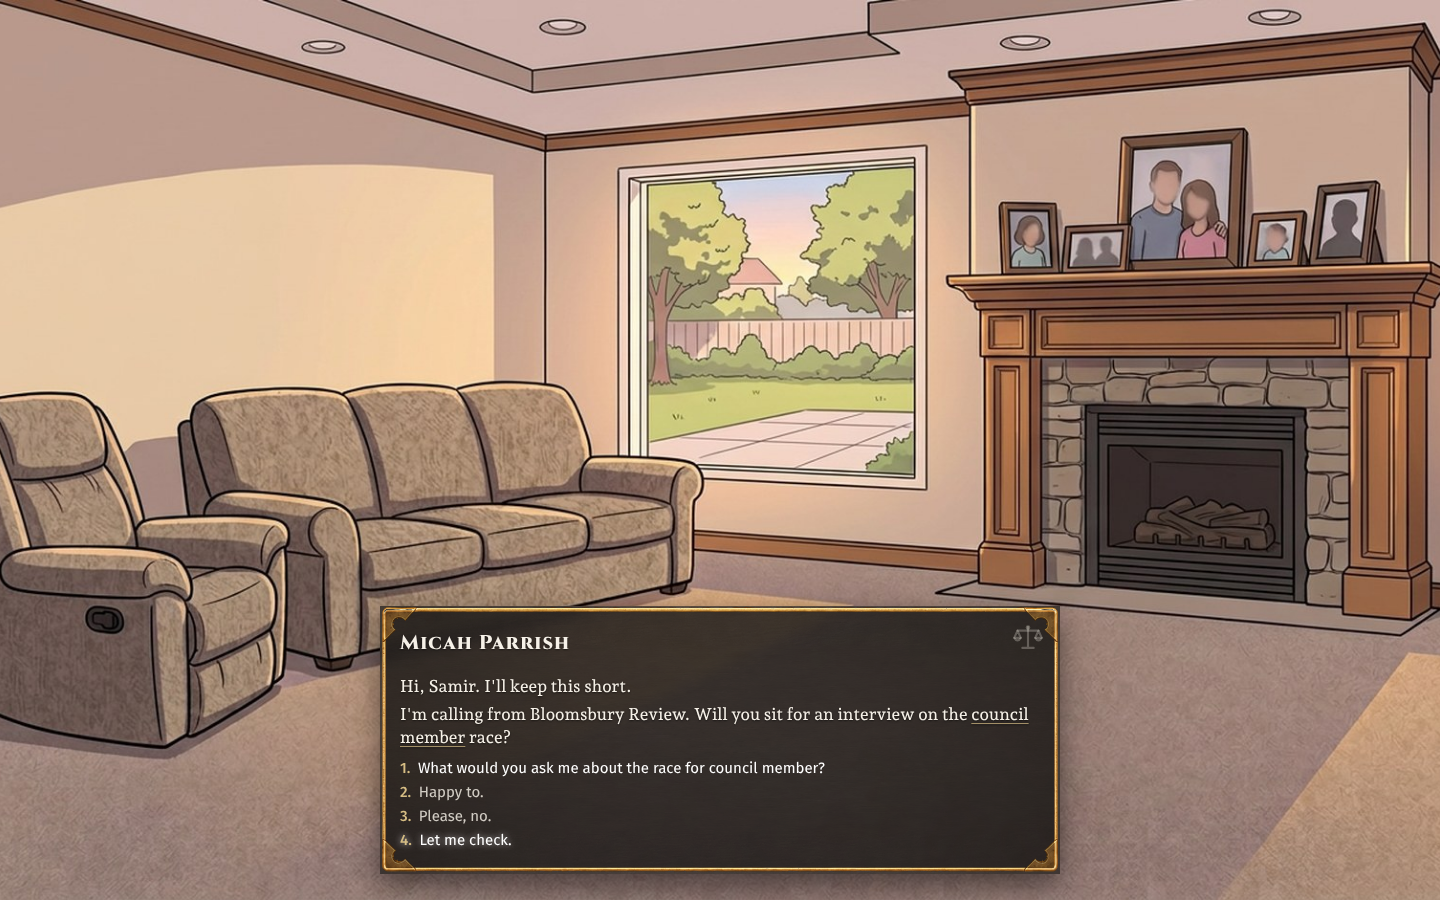 Micah Parrish
Hi, Samir. I'll keep this short.
I'm calling from Bloomsbury Review. Will you sit for an interview on the council
member race?
1. What would you ask me about the race for council member?
2. Happy to.
3. Please, no.
4. Let me check.